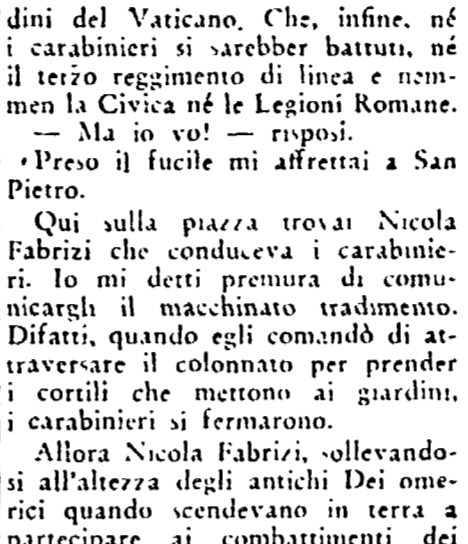 dini del Vaticano. Che, infine, né
i carabinieri si sarebber battuti, né
il terzo reggimento di linea e nem-
men la Civica né le Legioni Romane.
— Ma io vo! — risposi.
Preso il fucile mi affrettai a San
Pietro.
Qui sulla piazza trovai Nicola
Fabrizi che conduceva i carabinie-
ri. Io mi detti premura di comu-
nicargli il macchinato tradimento.
Difatti, quando egli comandò di at-
traversare il colonnato per prender
i cortili che mettono ai giardini,
i carabinieri si fermarono.
Allora Nicola Fabrizi, sollevando-
si all'altezza degli antichi Dei ome-
rici quando scendevano in terra a
partecipare ai combattimenti dei